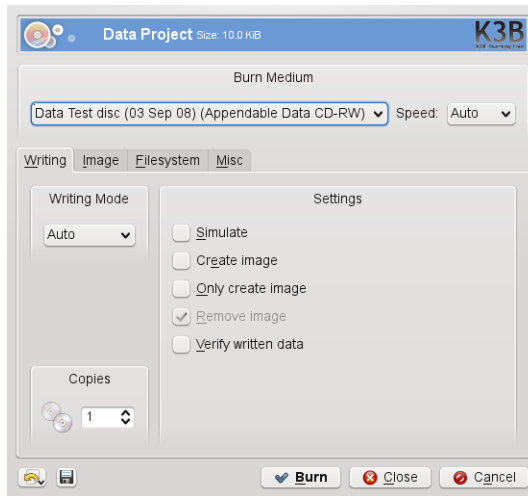 Data Project Size: 10.0 KiB
K3B
Burn Medium
Data Test disc (03 Sep 08) (Appendable Data CD-RW)
Speed: Auto
Writing Image Filesystem Misc
Writing Mode
Auto
Settings
Simulate
Create image
Only create image
Remove image
Verify written data
Copies
1
Burn Close Cancel